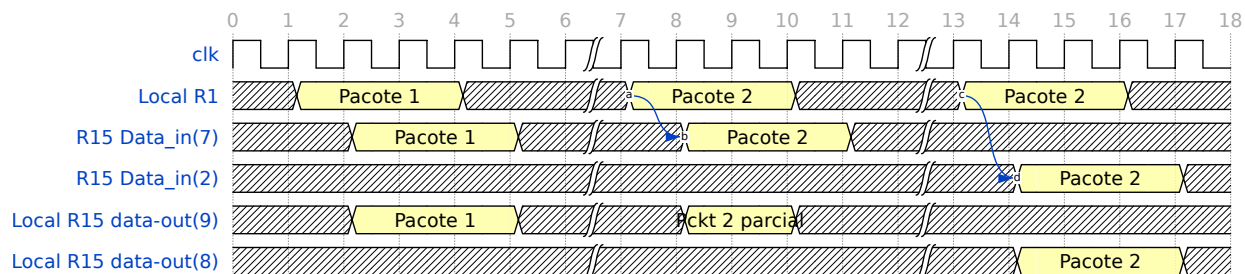 0 1 2 3 4 5 6 7 8 9 10 11 12 13 14 15 16 17 18
clk
Local R1 Pacote 1 a Pacote 2 c Pacote 2
R15 Data_in(7) Pacote 1 b Pacote 2
R15 Data_in(2) d Pacote 2
Local R15 data-out(9) Pacote 1 Pckt 2 parcial
Local R15 data-out(8) Pacote 2